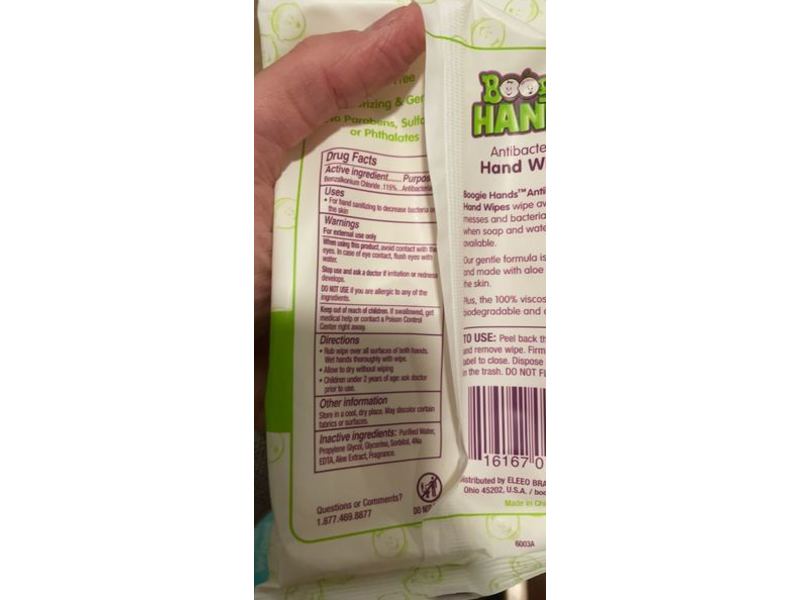 Free
& Gen
No Parabens, Sulfa
or Phthalates
Drug Facts
Active ingredient..... Purpos
Benzalkonium Chloride .115%...Antibacteria
Uses
• For hand sanitizing to decrease bacteria on
the skin
Warnings
For external use only
When using this product, avoid contact with the
eyes. In case of eye contact, flush eyes with
water.
Stop use and ask a doctor if irritation or redness
develops.
DO NOT USE if you are allergic to any of the
ingredients.
Keep out of reach of children. If swallowed, get
medical help or contact a Poison Control
Center right away.
Directions
• Rub wipe over all surfaces of both hands.
Wet hands thoroughly with wipe.
• Allow to dry without wiping
• Children under 2 years of age: ask doctor
prior to use.
Other information
Store in a cool, dry place. May discolor certain
fabrics or surfaces.
Inactive ingredients: Purified Water,
Propylene Glycol, Glycerine, Sorbitol, 4Na
EDTA, Aloe Extract, Fragrance.
Questions or Comments?
1.877.469.8877
DO NOT
Boog
HAN
Antibacte
Hand Wi
Boogie Hands™ Anti
Hand Wipes wipe aw
messes and bacteria
when soap and wate
available.
Our gentle formula is
and made with aloe
the skin.
Plus, the 100% viscos
biodegradable and c
TO USE: Peel back th
and remove wipe. Firm
label to close. Dispose
in the trash. DO NOT FL
16167 0
Distributed by ELEEO BRA
Ohio 45202, U.S.A. / boo
Made in Chi
6003A